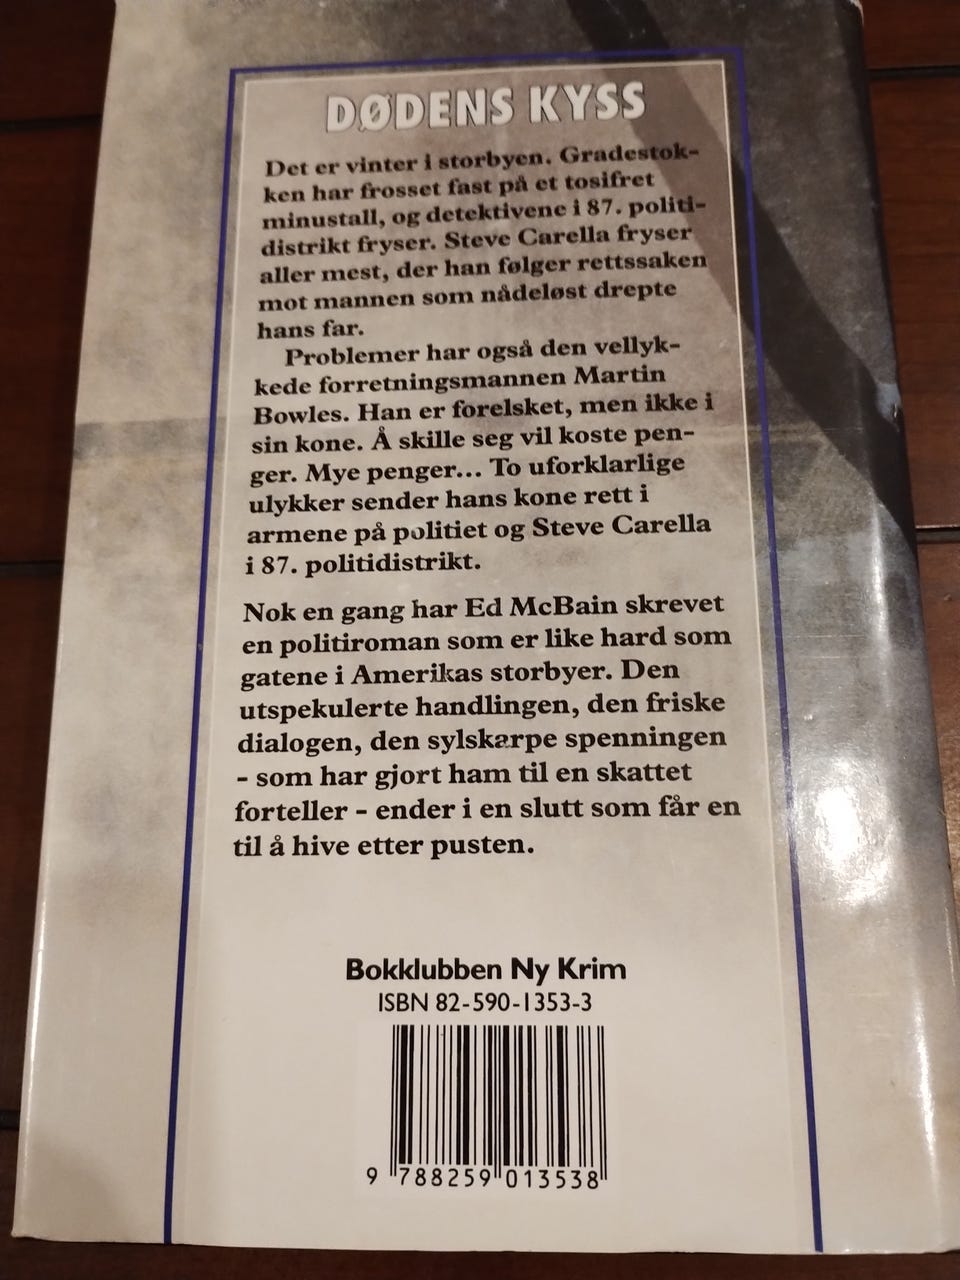 DØDENS KYSS
Det er vinter i storbyen. Gradestok-
ken har frosset fast på et tosifret
minustall, og detektivene i 87. politi-
distrikt fryser. Steve Carella fryser
aller mest, der han følger rettssaken
mot mannen som nådeløst drepte
hans far.
Problemer har også den vellyk-
kede forretningsmannen Martin
Bowles. Han er forelsket, men ikke i
sin kone. Å skille seg vil koste pen-
ger. Mye penger... To uforklarlige
ulykker sender hans kone rett i
armene på politiet og Steve Carella
i 87. politidistrikt.
Nok en gang har Ed McBain skrevet
en politiroman som er like hard som
gatene i Amerikas storbyer. Den
utspekulerte handlingen, den friske
dialogen, den sylskarpe spenningen
- som har gjort ham til en skattet
forteller - ender i en slutt som får en
til å hive etter pusten.
Bokklubben Ny Krim
ISBN 82-590-1353-3
9 788259 013538